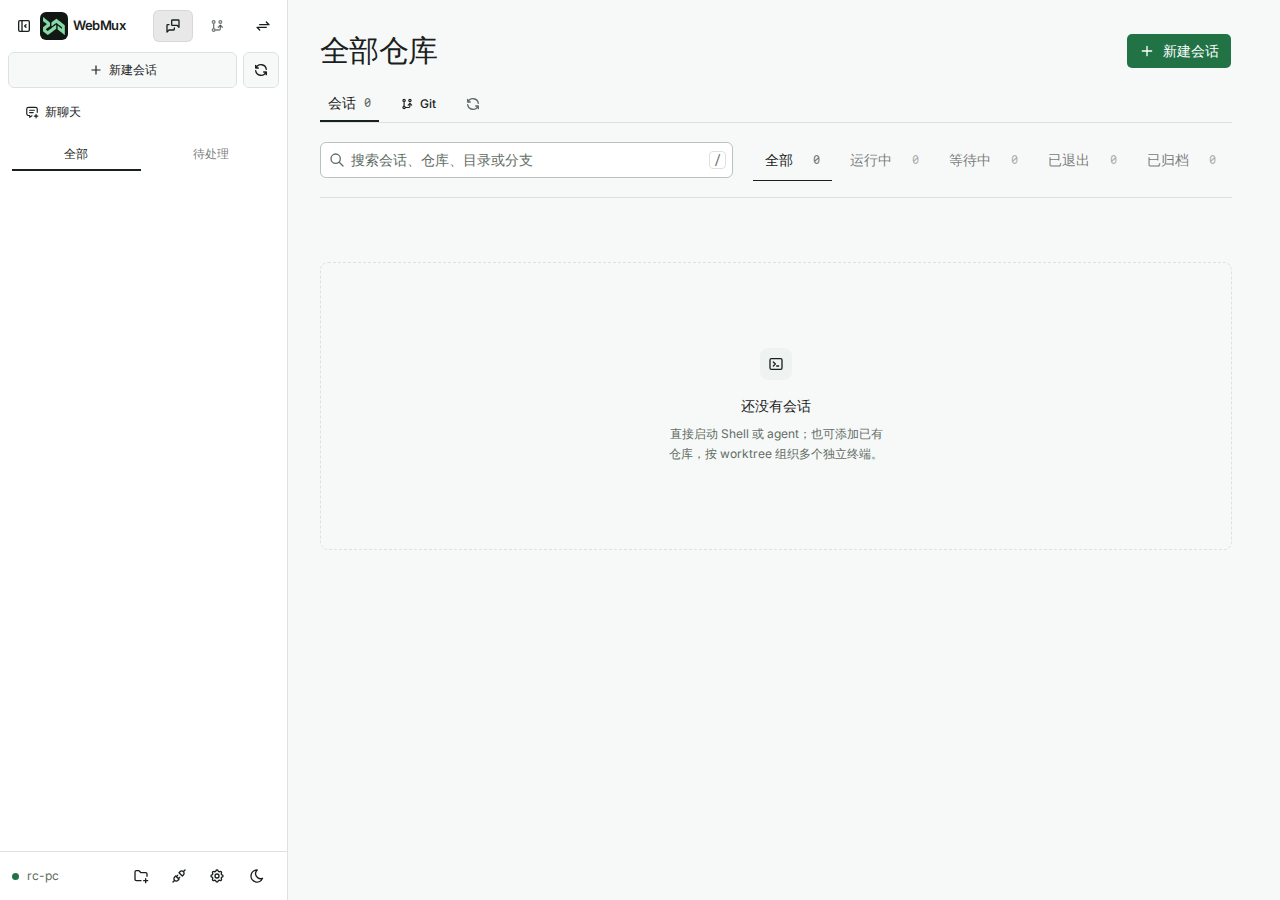 WebMux
新建会话
新聊天
全部 待处理
rc-pc
全部仓库
新建会话
会话 0 Git
搜索会话、仓库、目录或分支 /
全部 0 运行中 0 等待中 0 已退出 0 已归档 0
还没有会话
直接启动 Shell 或 agent；也可添加已有
仓库，按 worktree 组织多个独立终端。